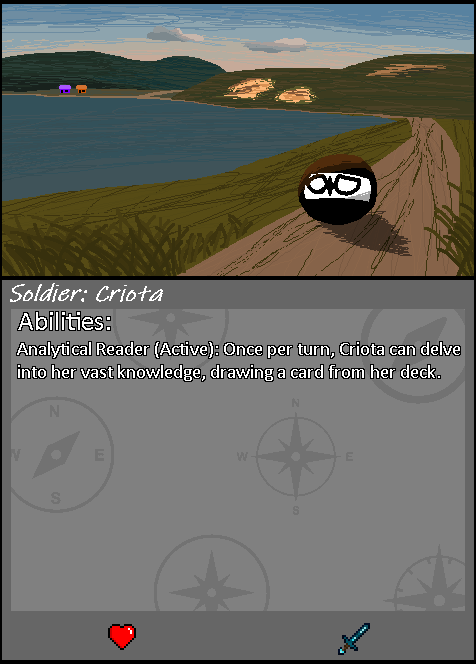 Soldier: Criota
Abilities:
Analytical Reader (Active): Once per turn, Criota can delve
into her vast knowledge, drawing a card from her deck.
N
W E
S
N
W E
S